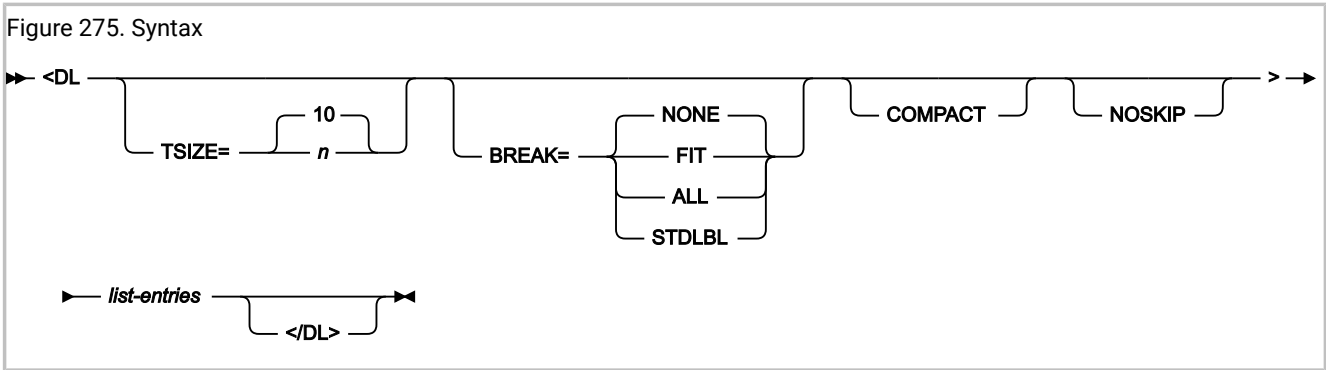 Figure 275. Syntax
<DL TSIZE= 10 n BREAK= NONE FIT ALL STDLBL COMPACT NOSKIP >
list-entries </DL>